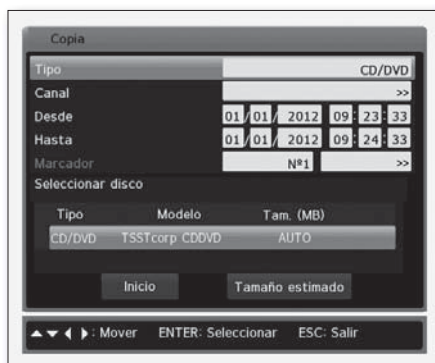 Copia
Tipo CD/DVD
Canal >>
Desde 01/01/ 2012 09:23:33
Hasta 01/01/ 2012 09:24:33
Marcador Nº1 >>
Seleccionar disco
Tipo Modelo Tam. (MB)
CD/DVD TSSTcorp CDDVD AUTO
Inicio Tamaño estimado
▲▼◀▶: Mover ENTER: Seleccionar ESC: Salir